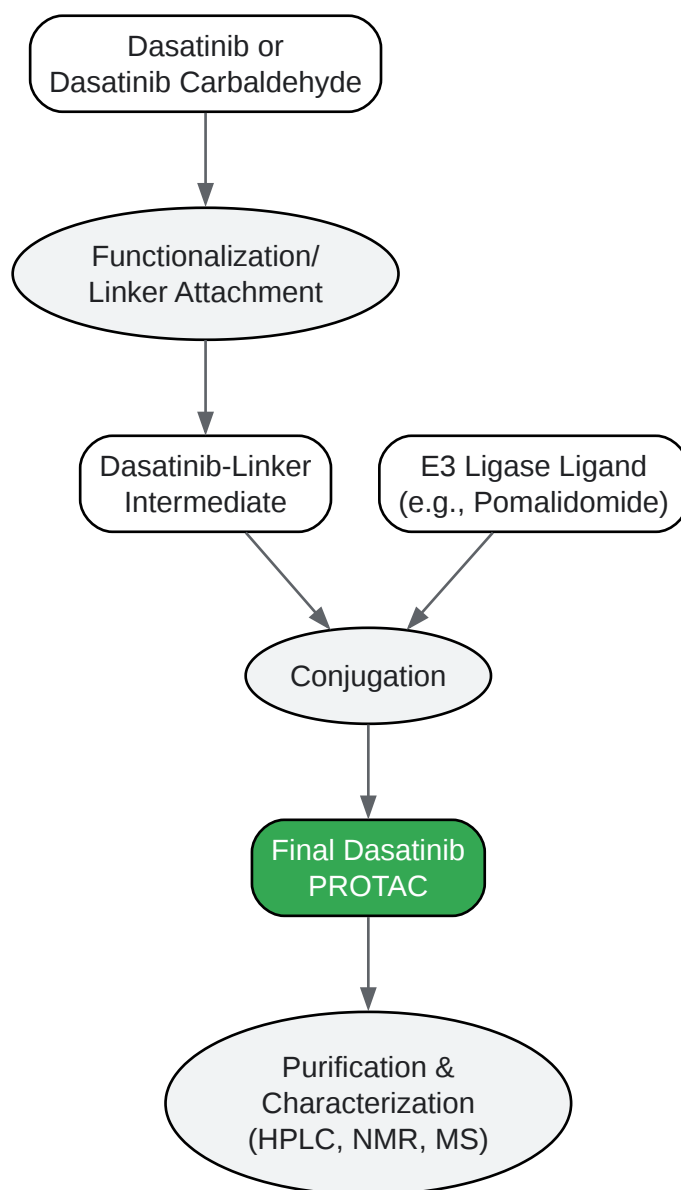 Dasatinib or
Dasatinib Carbaldehyde
Functionalization/
Linker Attachment
Dasatinib-Linker
Intermediate
E3 Ligase Ligand
(e.g., Pomalidomide)
Conjugation
Final Dasatinib
PROTAC
Purification &
Characterization
(HPLC, NMR, MS)